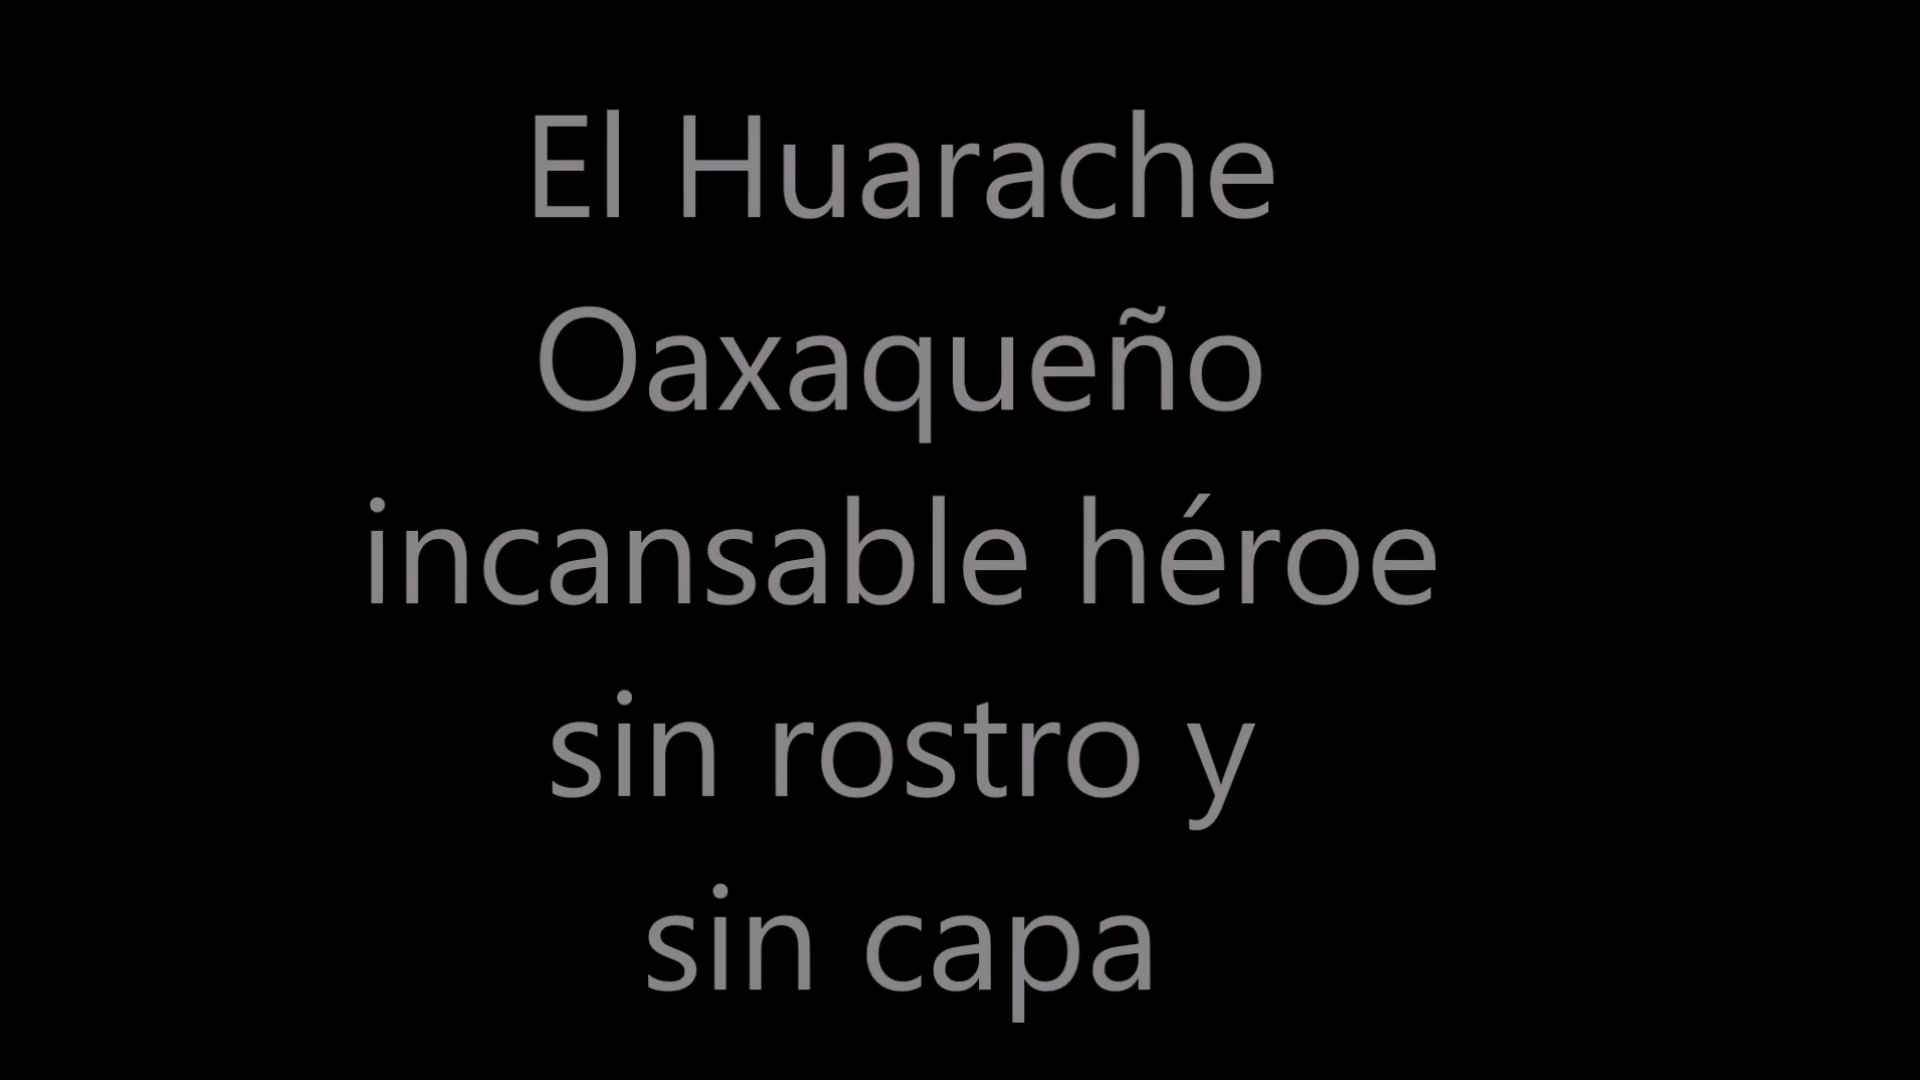 El Huarache
Oaxaqueño
incansable héroe
sin rostro y
sin capa